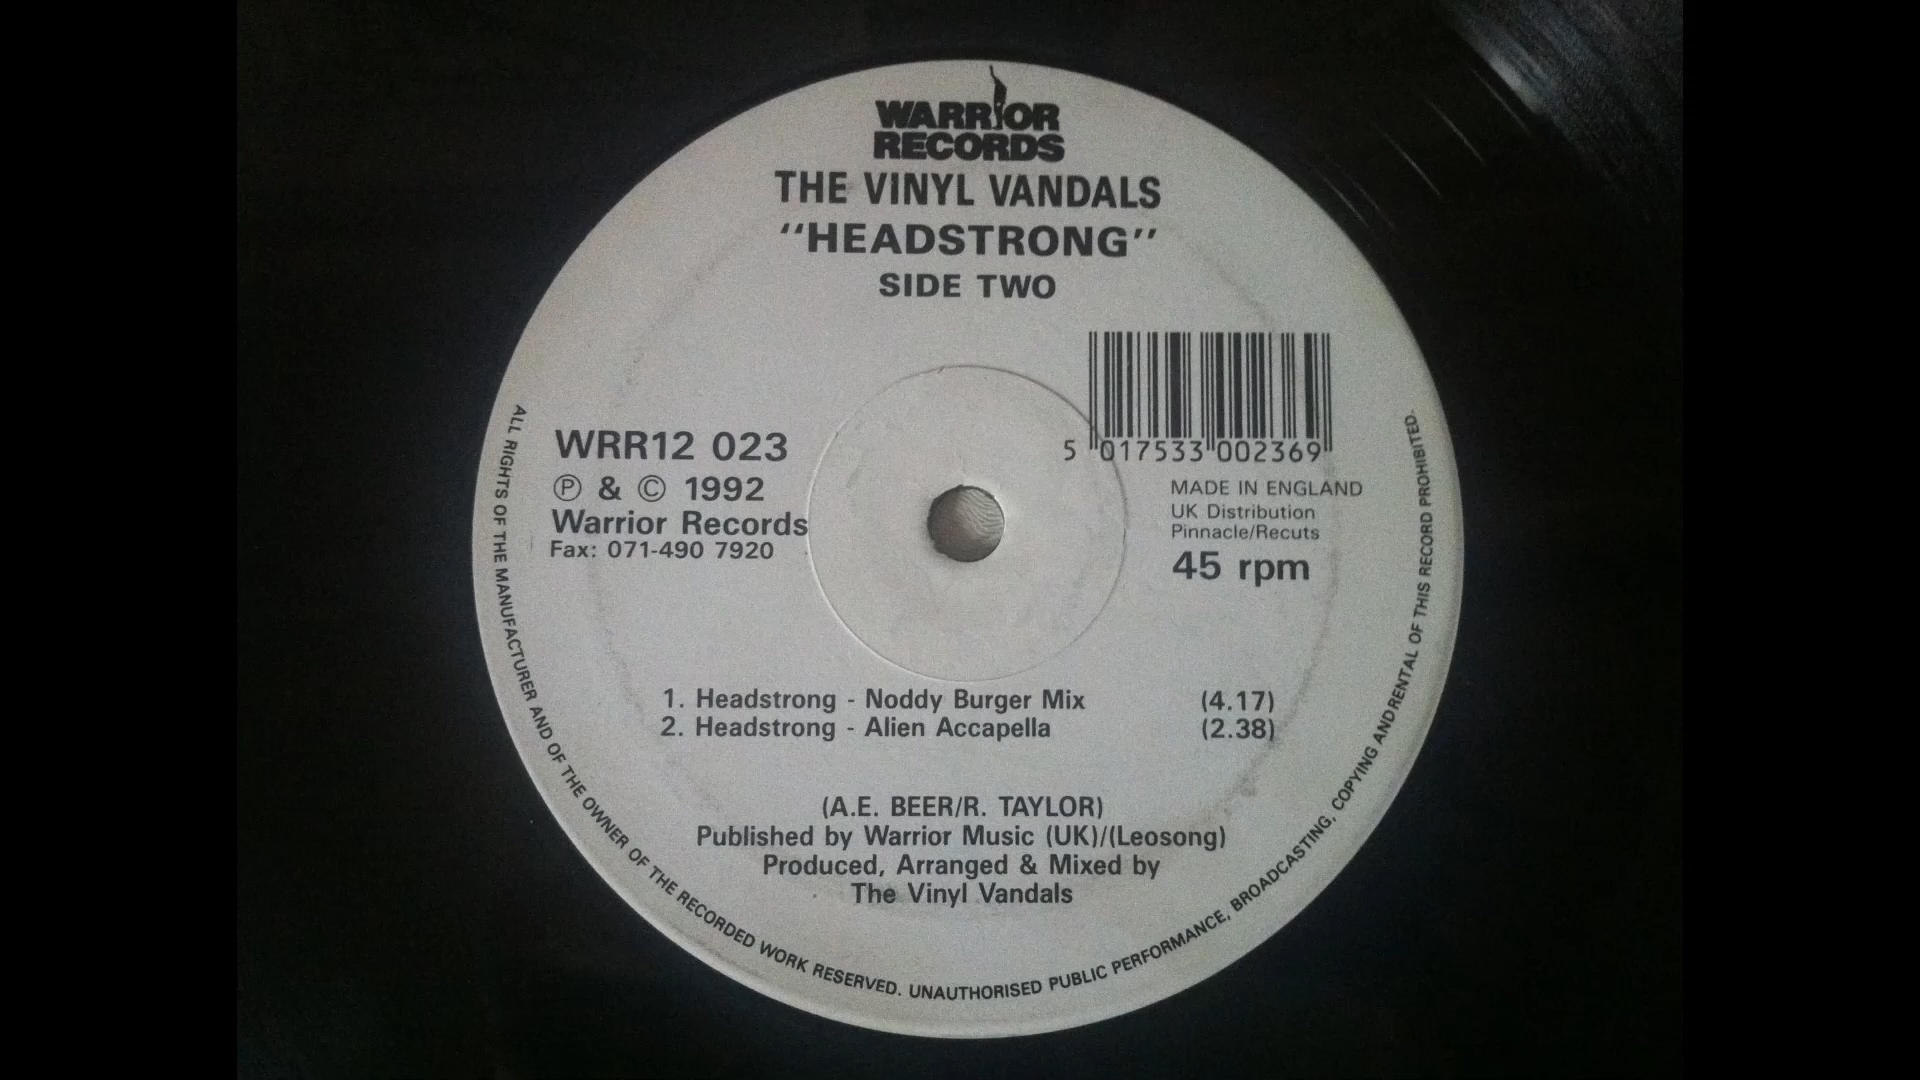 WARRIOR
RECORDS
THE VINYL VANDALS
"HEADSTRONG"
SIDE TWO
WRR12 023
℗ & © 1992
Warrior Records
Fax: 071-490 7920
5 017533 002369
MADE IN ENGLAND
UK Distribution
Pinnacle/Recuts
45 rpm
1. Headstrong - Noddy Burger Mix (4.17)
2. Headstrong - Alien Accapella (2.38)
(A.E. BEER/R. TAYLOR)
Published by Warrior Music (UK)/(Leosong)
Produced, Arranged & Mixed by
The Vinyl Vandals
ALL RIGHTS OF THE MANUFACTURER AND OF THE OWNER OF THE RECORDED WORK RESERVED. UNAUTHORISED PUBLIC PERFORMANCE, BROADCASTING, COPYING AND RENTAL OF THIS RECORD PROHIBITED.